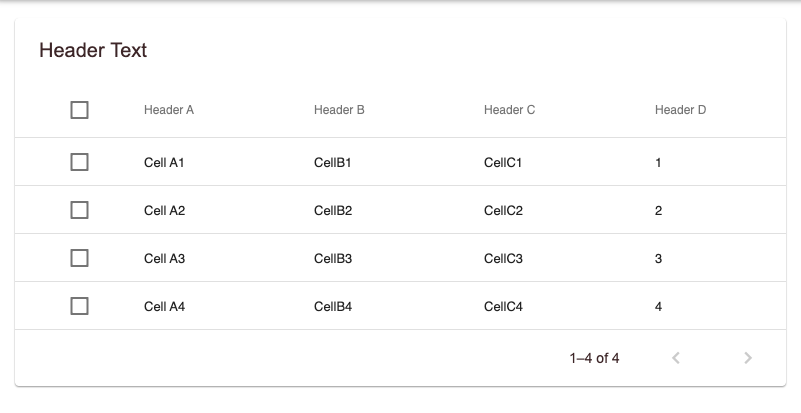 Header Text
Header A Header B Header C Header D
Cell A1 CellB1 CellC1 1
Cell A2 CellB2 CellC2 2
Cell A3 CellB3 CellC3 3
Cell A4 CellB4 CellC4 4
1–4 of 4